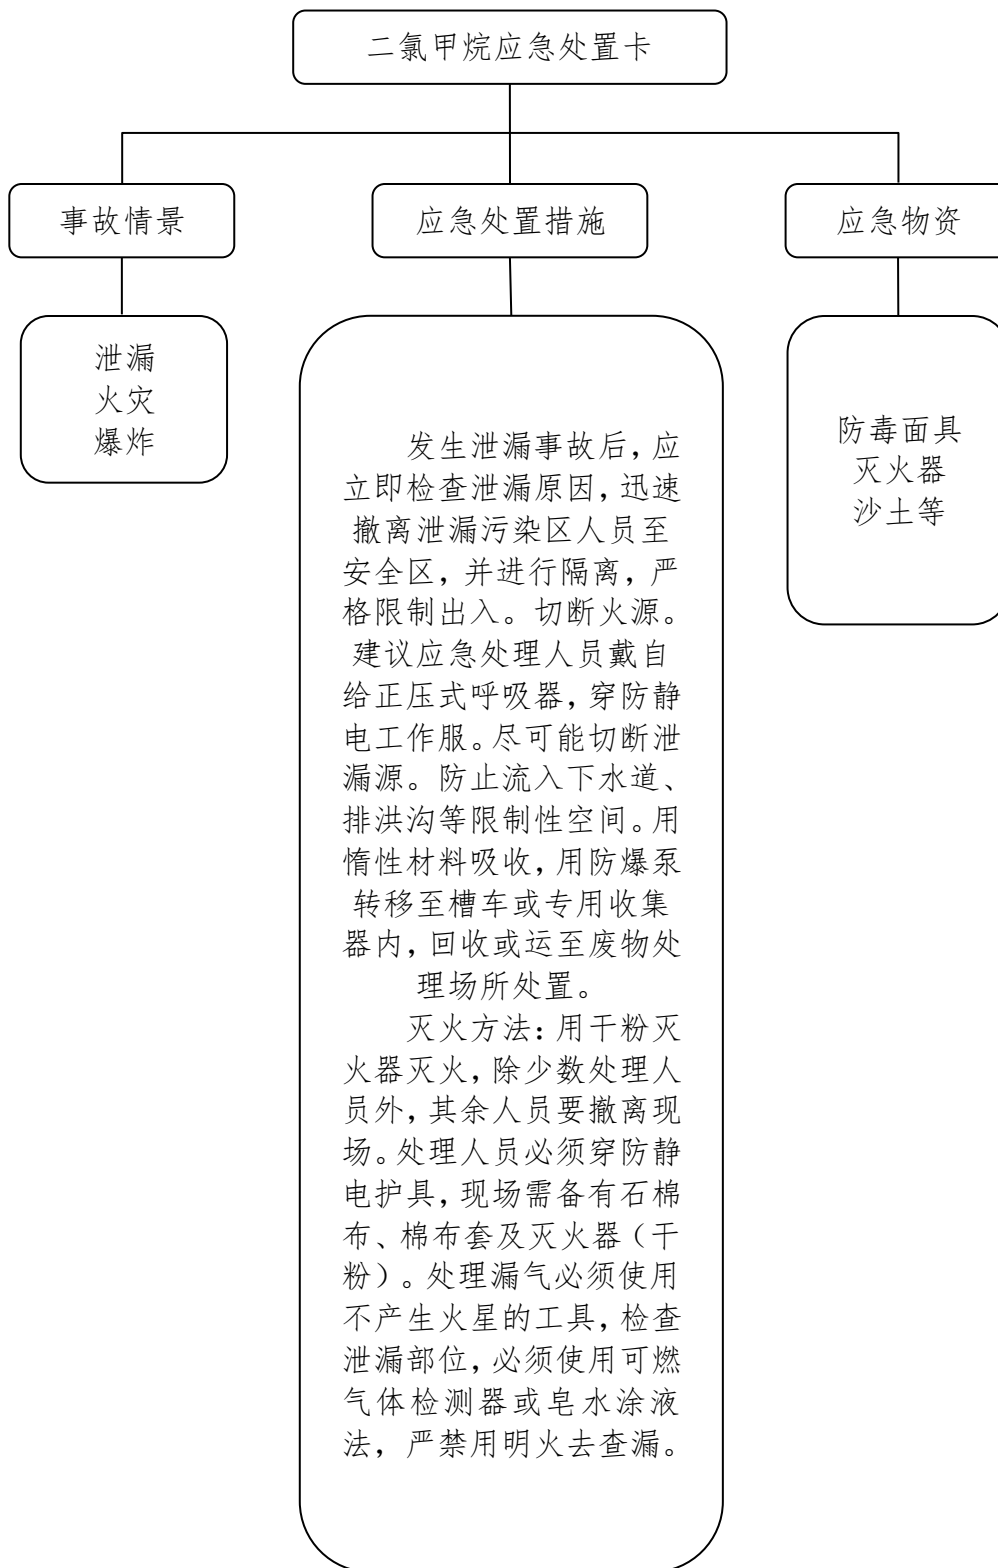 二氯甲烷应急处置卡
事故情景
应急处置措施
应急物资
泄漏
火灾
爆炸
发生泄漏事故后，应
立即检查泄漏原因，迅速
撤离泄漏污染区人员至
安全区，并进行隔离，严
格限制出入。切断火源。
建议应急处理人员戴自
给正压式呼吸器，穿防静
电工作服。尽可能切断泄
漏源。防止流入下水道、
排洪沟等限制性空间。用
惰性材料吸收，用防爆泵
转移至槽车或专用收集
器内，回收或运至废物处
理场所处置。
灭火方法：用干粉灭
火器灭火，除少数处理人
员外，其余人员要撤离现
场。处理人员必须穿防静
电护具，现场需备有石棉
布、棉布套及灭火器（干
粉）。处理漏气必须使用
不产生火星的工具，检查
泄漏部位，必须使用可燃
气体检测器或皂水涂液
法，严禁用明火去查漏。
防毒面具
灭火器
沙土等